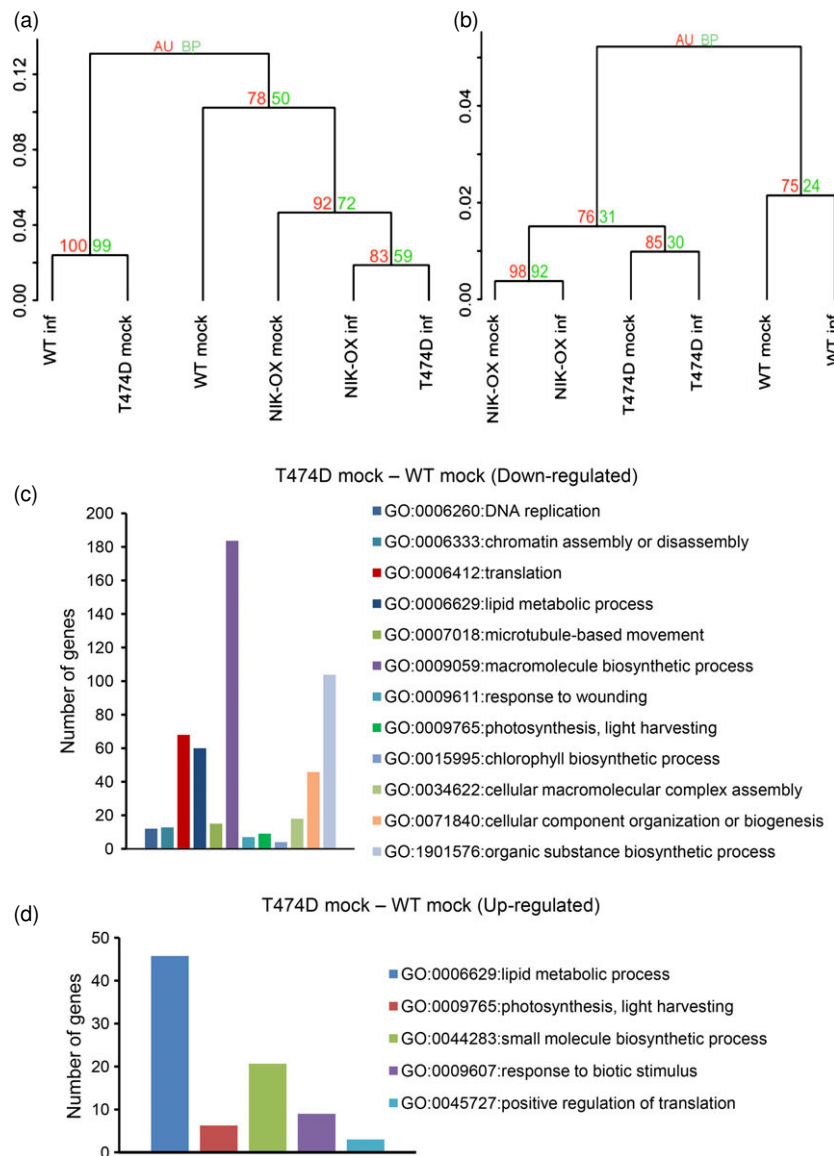 (a)
AU BP
78 50
92 72
100 99
83 59
0.12
0.08
0.04
0.00
WT inf
T474D mock
WT mock
NIK-OX mock
NIK-OX inf
T474D inf
(b)
AU BP
75 24
76 31
85 30
98 92
0.04
0.02
0.00
NIK-OX mock
NIK-OX inf
T474D mock
T474D inf
WT mock
WT inf
(c)
T474D mock – WT mock (Down-regulated)
Number of genes
200
180
160
140
120
100
80
60
40
20
0
GO:0006260:DNA replication
GO:0006333:chromatin assembly or disassembly
GO:0006412:translation
GO:0006629:lipid metabolic process
GO:0007018:microtubule-based movement
GO:0009059:macromolecule biosynthetic process
GO:0009611:response to wounding
GO:0009765:photosynthesis, light harvesting
GO:0015995:chlorophyll biosynthetic process
GO:0034622:cellular macromolecular complex assembly
GO:0071840:cellular component organization or biogenesis
GO:1901576:organic substance biosynthetic process
(d)
T474D mock – WT mock (Up-regulated)
Number of genes
50
40
30
20
10
0
GO:0006629:lipid metabolic process
GO:0009765:photosynthesis, light harvesting
GO:0044283:small molecule biosynthetic process
GO:0009607:response to biotic stimulus
GO:0045727:positive regulation of translation